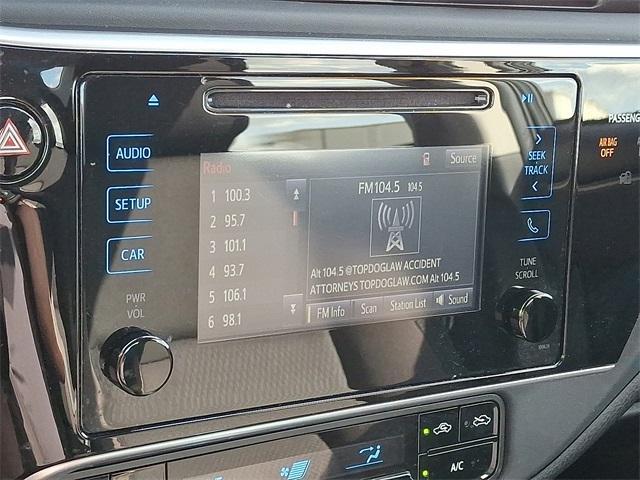 PASSENG
AIR BAG
OFF
AUDIO
SETUP
CAR
PWR
VOL
SEEK
TRACK
TUNE
SCROLL
Radio
Source
1 100.3
2 95.7
3 101.1
4 93.7
5 106.1
6 98.1
FM104.5 104.5
Alt 104.5 @TOPDOGLAW ACCIDENT
ATTORNEYS TOPDOGLAW.COM Alt 104.5
FM Info Scan Station List Sound
A/C